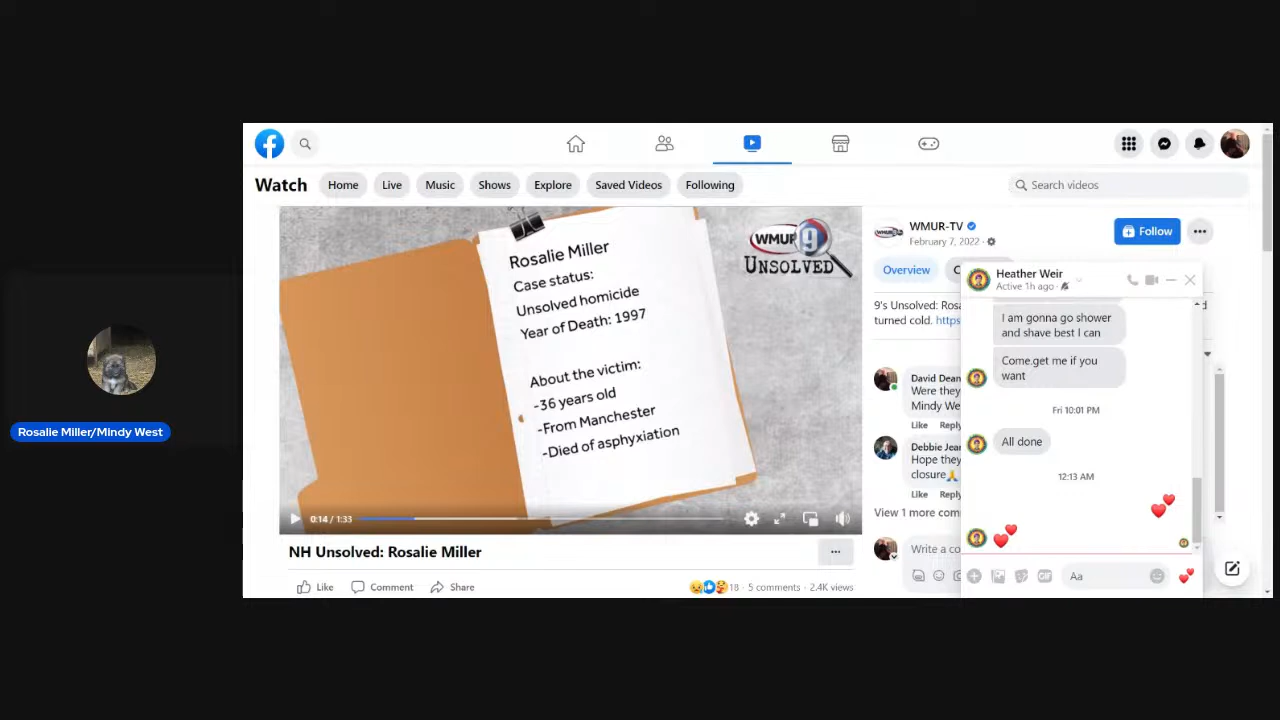 Watch
Home
Live
Music
Shows
Explore
Saved Videos
Following
Search videos
Rosalie Miller
Case status:
Unsolved homicide
Year of Death: 1997
About the victim:
-36 years old
-From Manchester
-Died of asphyxiation
WMUR 9
UNSOLVED
0:14 / 1:33
NH Unsolved: Rosalie Miller
Like
Comment
Share
18 · 5 comments · 2.4K views
WMUR-TV
February 7, 2022 ·
Follow
Overview
C
9's Unsolved: Rosa
turned cold. https
David Dean
Were they
Mindy We
Like Reply
Debbie Jear
Hope they
closure🙏
Like Reply
View 1 more com
Write a co
Heather Weir
Active 1h ago ·
I am gonna go shower
and shave best I can
Come.get me if you
want
Fri 10:01 PM
All done
12:13 AM
Aa
GIF
Rosalie Miller/Mindy West